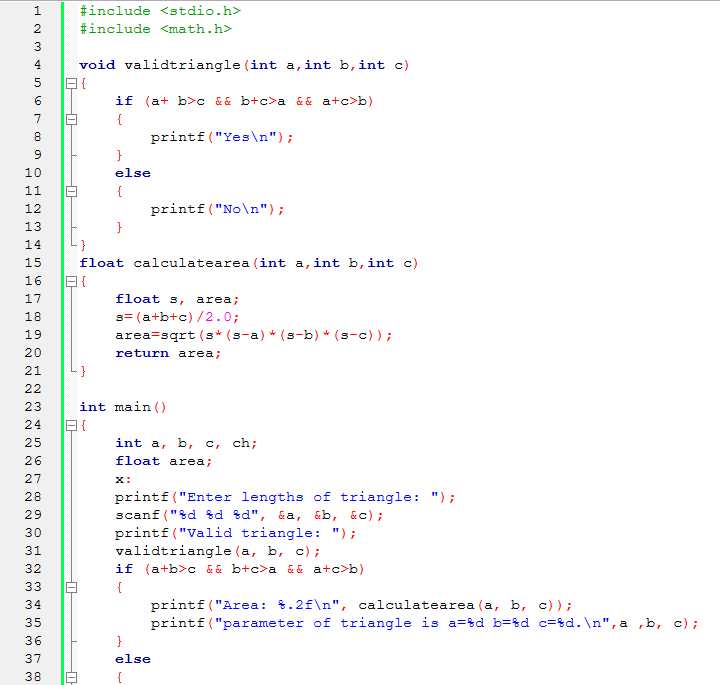 1 #include <stdio.h>
2 #include <math.h>
3
4 void validtriangle(int a,int b,int c)
5 {
6 if (a+ b>c && b+c>a && a+c>b)
7 {
8 printf("Yes\n");
9 }
10 else
11 {
12 printf("No\n");
13 }
14 }
15 float calculatearea(int a,int b,int c)
16 {
17 float s, area;
18 s=(a+b+c)/2.0;
19 area=sqrt(s*(s-a)*(s-b)*(s-c));
20 return area;
21 }
22
23 int main()
24 {
25 int a, b, c, ch;
26 float area;
27 x:
28 printf("Enter lengths of triangle: ");
29 scanf("%d %d %d", &a, &b, &c);
30 printf("Valid triangle: ");
31 validtriangle(a, b, c);
32 if (a+b>c && b+c>a && a+c>b)
33 {
34 printf("Area: %.2f\n", calculatearea(a, b, c));
35 printf("parameter of triangle is a=%d b=%d c=%d.\n",a ,b, c);
36 }
37 else
38 {